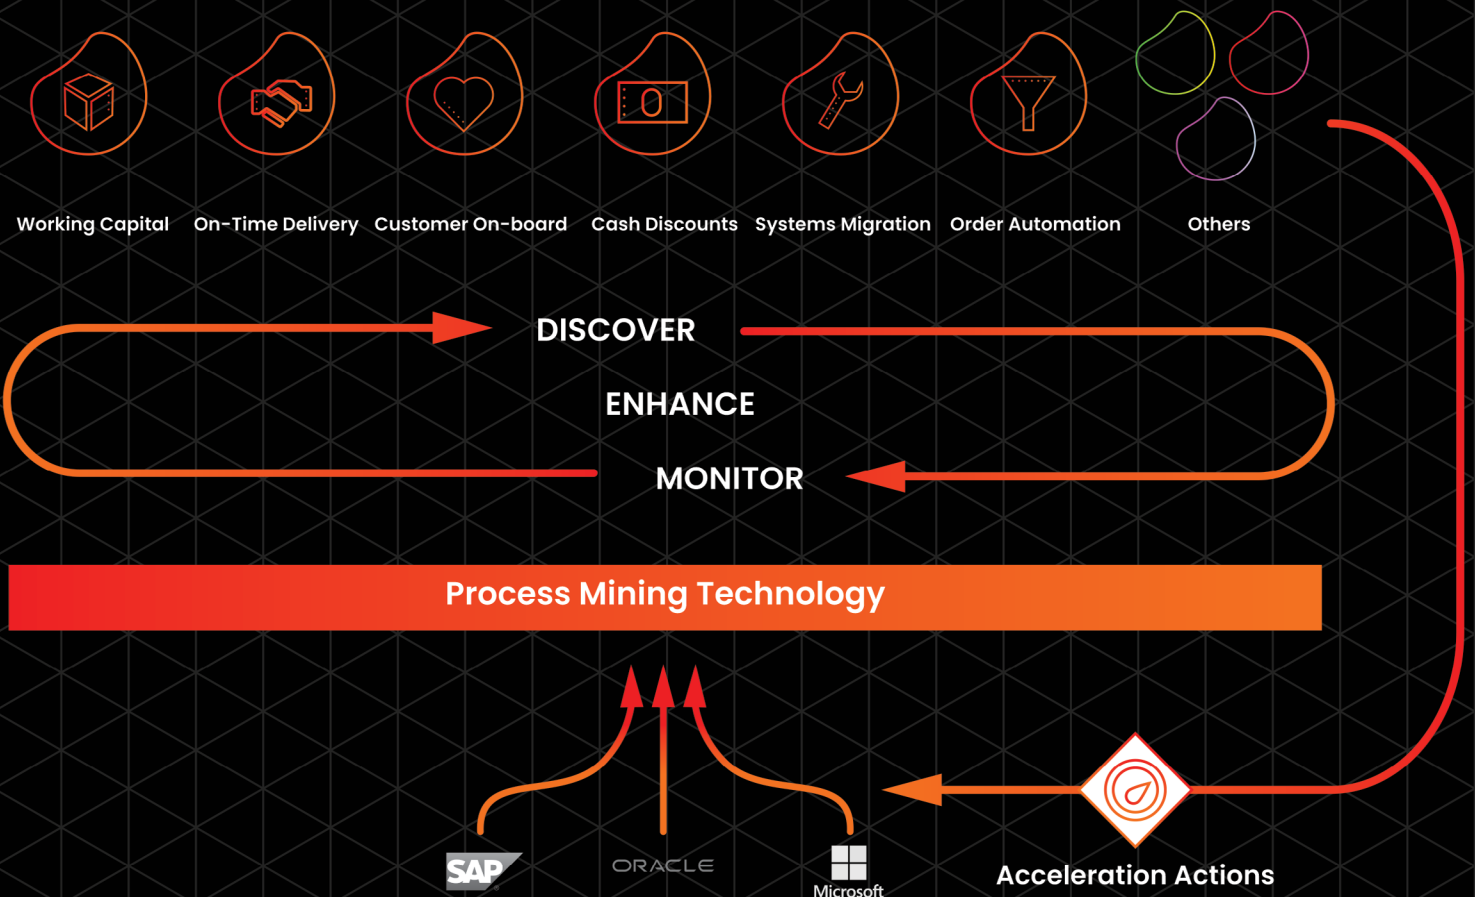 Working Capital
On-Time Delivery
Customer On-board
Cash Discounts
Systems Migration
Order Automation
Others
DISCOVER
ENHANCE
MONITOR
Process Mining Technology
SAP
ORACLE
Microsoft
Acceleration Actions